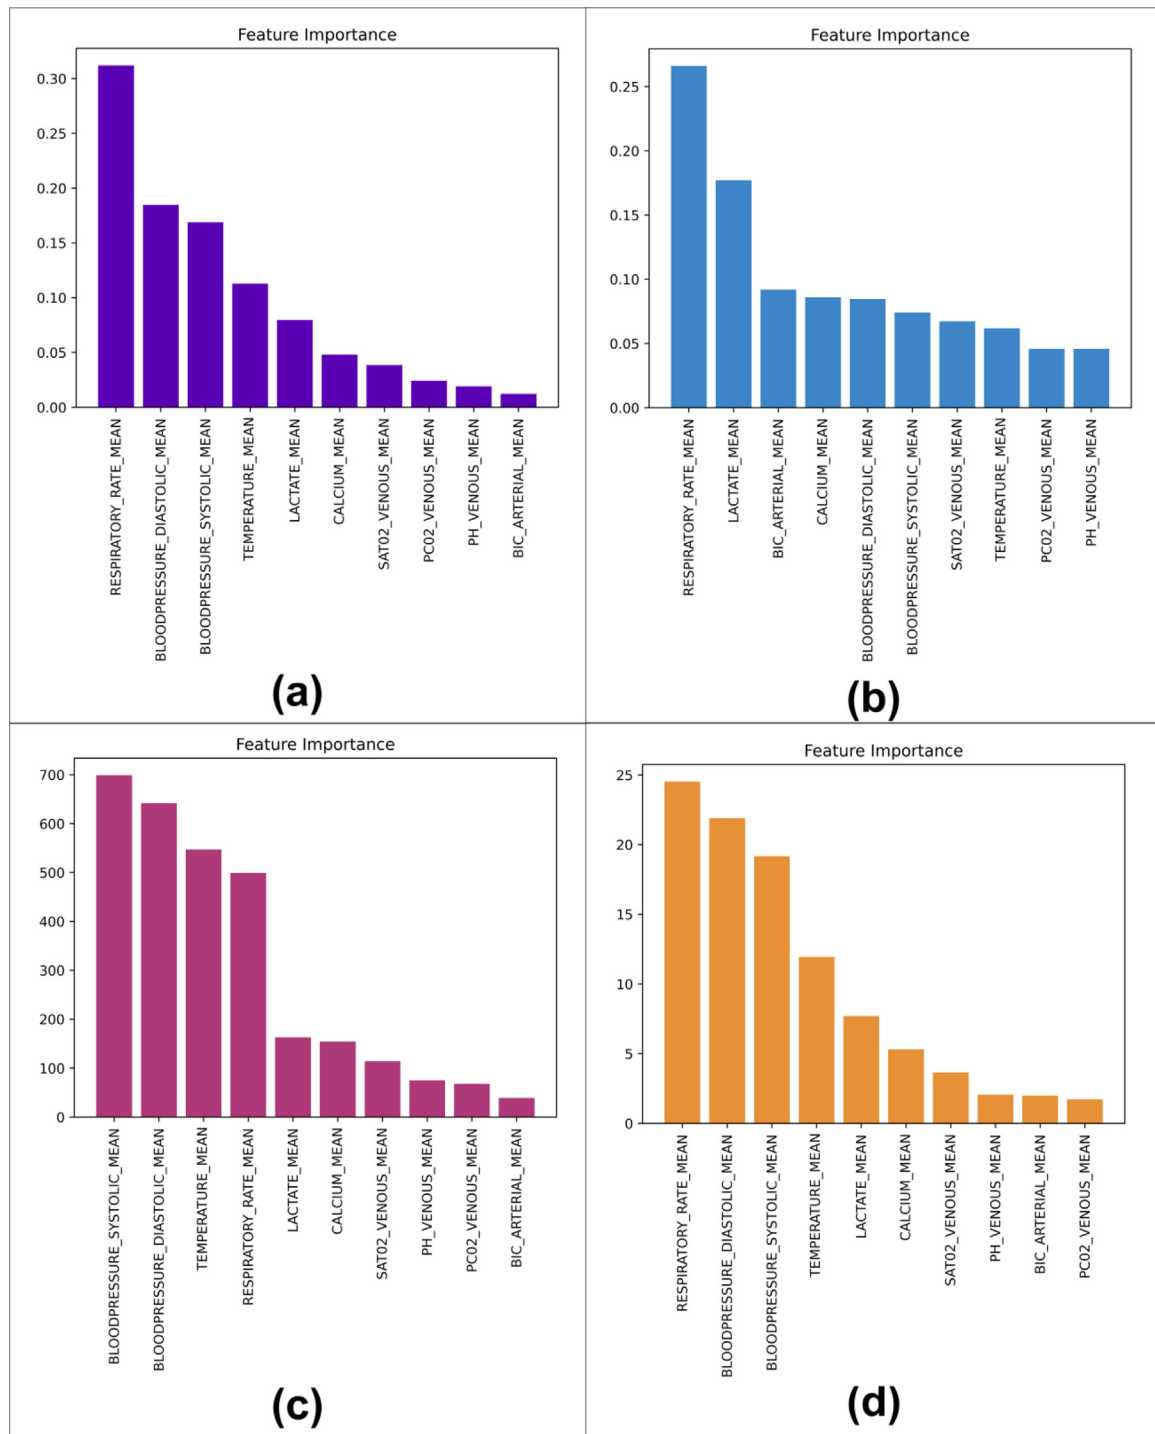 Feature Importance
0.30
0.25
0.20
0.15
0.10
0.05
0.00
RESPIRATORY_RATE_MEAN
BLOODPRESSURE_DIASTOLIC_MEAN
BLOODPRESSURE_SYSTOLIC_MEAN
TEMPERATURE_MEAN
LACTATE_MEAN
CALCIUM_MEAN
SAT02_VENOUS_MEAN
PC02_VENOUS_MEAN
PH_VENOUS_MEAN
BIC_ARTERIAL_MEAN
(a)
Feature Importance
0.25
0.20
0.15
0.10
0.05
0.00
RESPIRATORY_RATE_MEAN
LACTATE_MEAN
BIC_ARTERIAL_MEAN
CALCIUM_MEAN
BLOODPRESSURE_DIASTOLIC_MEAN
BLOODPRESSURE_SYSTOLIC_MEAN
SAT02_VENOUS_MEAN
TEMPERATURE_MEAN
PC02_VENOUS_MEAN
PH_VENOUS_MEAN
(b)
Feature Importance
700
600
500
400
300
200
100
0
BLOODPRESSURE_SYSTOLIC_MEAN
BLOODPRESSURE_DIASTOLIC_MEAN
TEMPERATURE_MEAN
RESPIRATORY_RATE_MEAN
LACTATE_MEAN
CALCIUM_MEAN
SAT02_VENOUS_MEAN
PH_VENOUS_MEAN
PC02_VENOUS_MEAN
BIC_ARTERIAL_MEAN
(c)
Feature Importance
25
20
15
10
5
0
RESPIRATORY_RATE_MEAN
BLOODPRESSURE_DIASTOLIC_MEAN
BLOODPRESSURE_SYSTOLIC_MEAN
TEMPERATURE_MEAN
LACTATE_MEAN
CALCIUM_MEAN
SAT02_VENOUS_MEAN
PH_VENOUS_MEAN
BIC_ARTERIAL_MEAN
PC02_VENOUS_MEAN
(d)